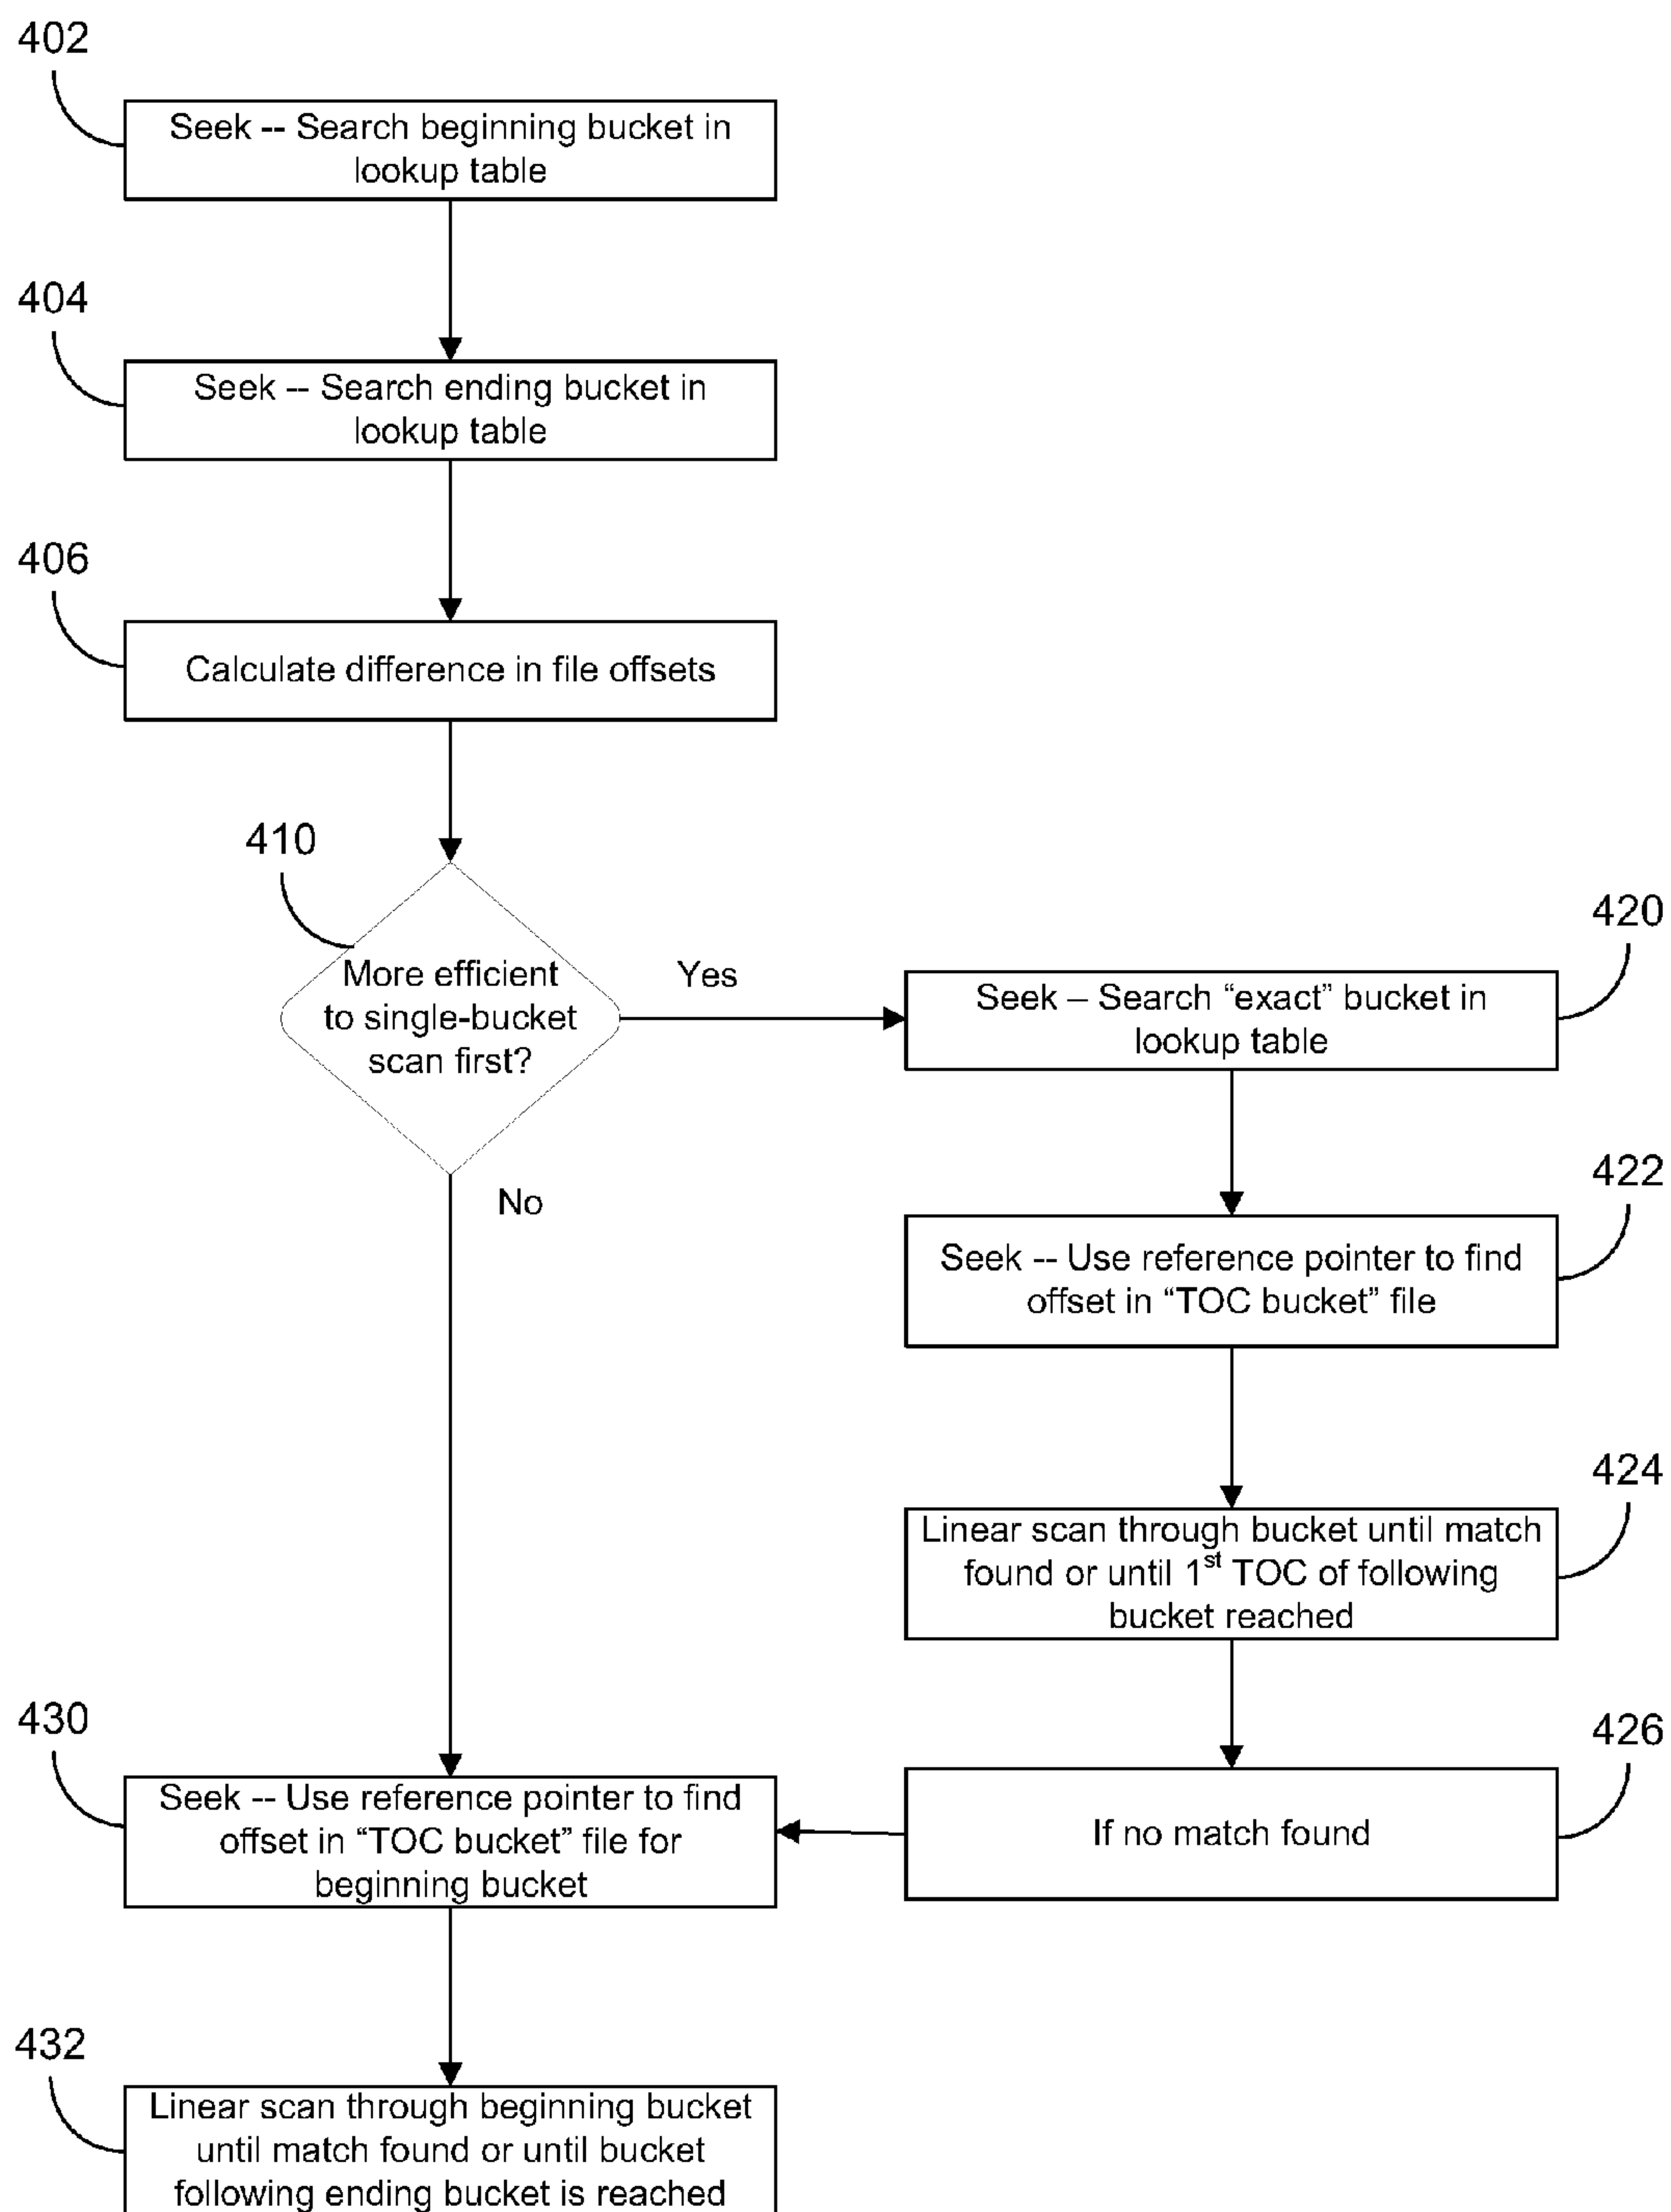 402
Seek -- Search beginning bucket in
lookup table
404
Seek -- Search ending bucket in
lookup table
406
Calculate difference in file offsets
410
More efficient
to single-bucket
scan first?
Yes
No
420
Seek – Search “exact” bucket in
lookup table
422
Seek -- Use reference pointer to find
offset in “TOC bucket” file
424
Linear scan through bucket until match
found or until 1st TOC of following
bucket reached
426
If no match found
430
Seek -- Use reference pointer to find
offset in “TOC bucket” file for
beginning bucket
432
Linear scan through beginning bucket
until match found or until bucket
following ending bucket is reached